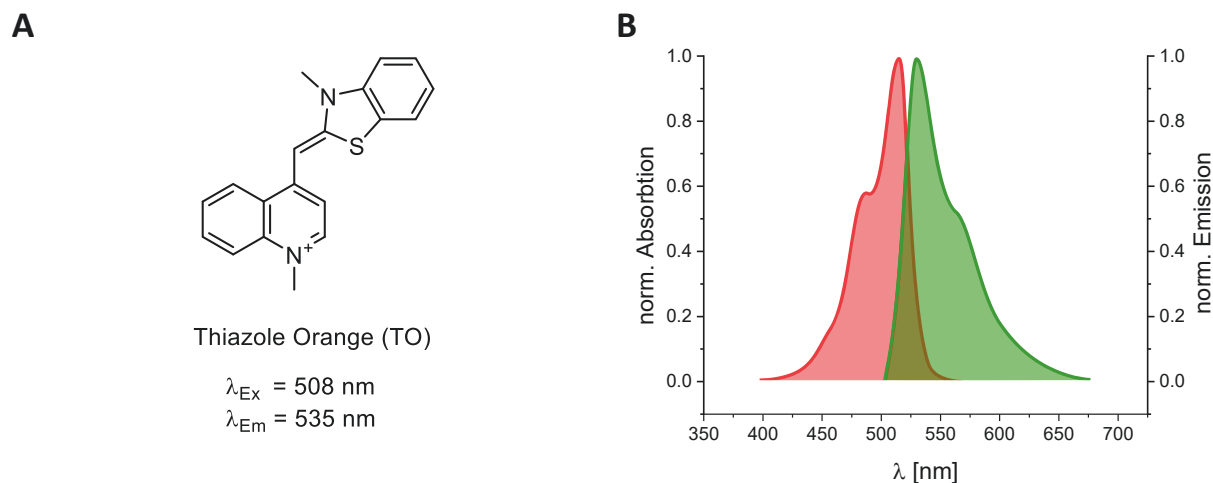 A
N
S
N+
Thiazole Orange (TO)
λEx = 508 nm
λEm = 535 nm
B
norm. Absorbtion
1.0
0.8
0.6
0.4
0.2
0.0
1.0
0.8
0.6
0.4
0.2
0.0
norm. Emission
350 400 450 500 550 600 650 700
λ [nm]